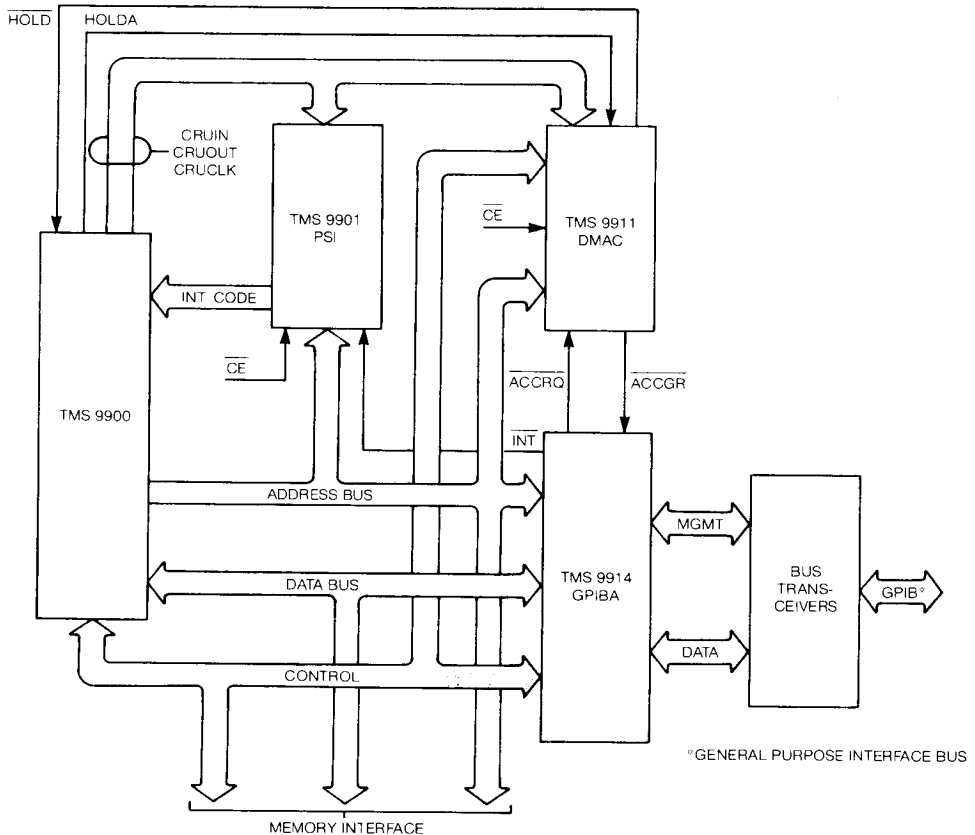 HOLD HOLDA
CRUIN
CRUOUT
CRUCLK
TMS 9901
PSI
TMS 9911
DMAC
CE
INT CODE
CE
ACCRQ
ACCGR
TMS 9900
INT
ADDRESS BUS
MGMT
DATA BUS
TMS 9914
GPIBA
BUS
TRANS-
CEIVERS
GPIB*
CONTROL
DATA
*GENERAL PURPOSE INTERFACE BUS
MEMORY INTERFACE